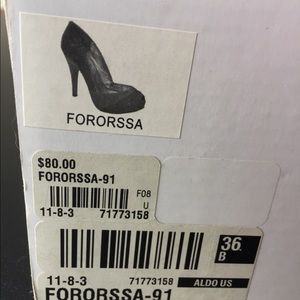 FORORSSA
$80.00
FORORSSA-91
F08
U
11-8-3 71773158
36
B
11-8-3 71773158 ALDO US
FORORSSA-91